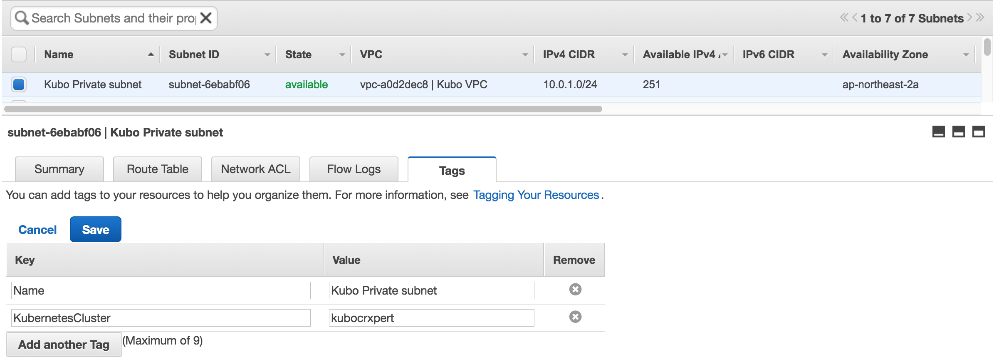 Search Subnets and their pro
1 to 7 of 7 Subnets
Name Subnet ID State VPC IPv4 CIDR Available IPv4 IPv6 CIDR Availability Zone
Kubo Private subnet subnet-6ebabf06 available vpc-a0d2dec8 | Kubo VPC 10.0.1.0/24 251 ap-northeast-2a
subnet-6ebabf06 | Kubo Private subnet
Summary Route Table Network ACL Flow Logs Tags
You can add tags to your resources to help you organize them. For more information, see Tagging Your Resources.
Cancel Save
Key Value Remove
Name Kubo Private subnet
KubernetesCluster kubocrxpert
Add another Tag (Maximum of 9)